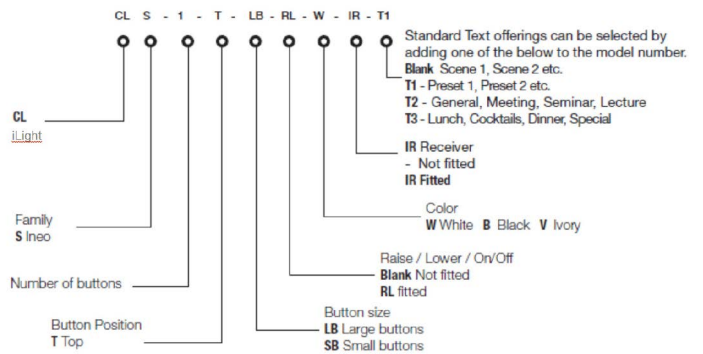 CL S - 1 - T - LB - RL - W - IR - T1
Standard Text offerings can be selected by
adding one of the below to the model number.
Blank Scene 1, Scene 2 etc.
T1 - Preset 1, Preset 2 etc.
T2 - General, Meeting, Seminar, Lecture
T3 - Lunch, Cocktails, Dinner, Special
CL
iLight
IR Receiver
- Not fitted
IR Fitted
Color
W White B Black V Ivory
Family
S Ineo
Raise / Lower / On/Off
Blank Not fitted
RL fitted
Number of buttons
Button size
LB Large buttons
SB Small buttons
Button Position
T Top